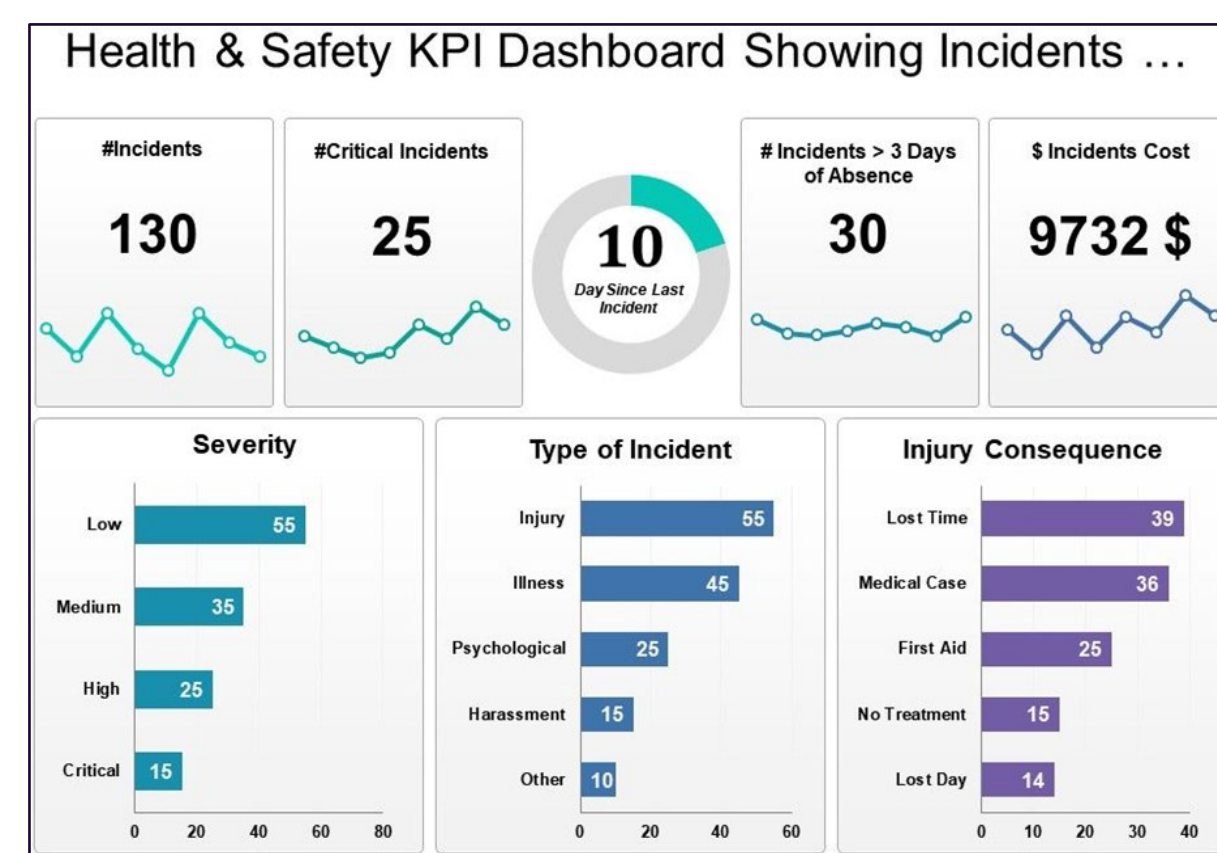 Health & Safety KPI Dashboard Showing Incidents ...
#Incidents
130
#Critical Incidents
25
10
Day Since Last
Incident
# Incidents > 3 Days
of Absence
30
$ Incidents Cost
9732 $
Severity
Low 55
Medium 35
High 25
Critical 15
0 20 40 60 80
Type of Incident
Injury 55
Illness 45
Psychological 25
Harassment 15
Other 10
0 20 40 60
Injury Consequence
Lost Time 39
Medical Case 36
First Aid 25
No Treatment 15
Lost Day 14
0 10 20 30 40